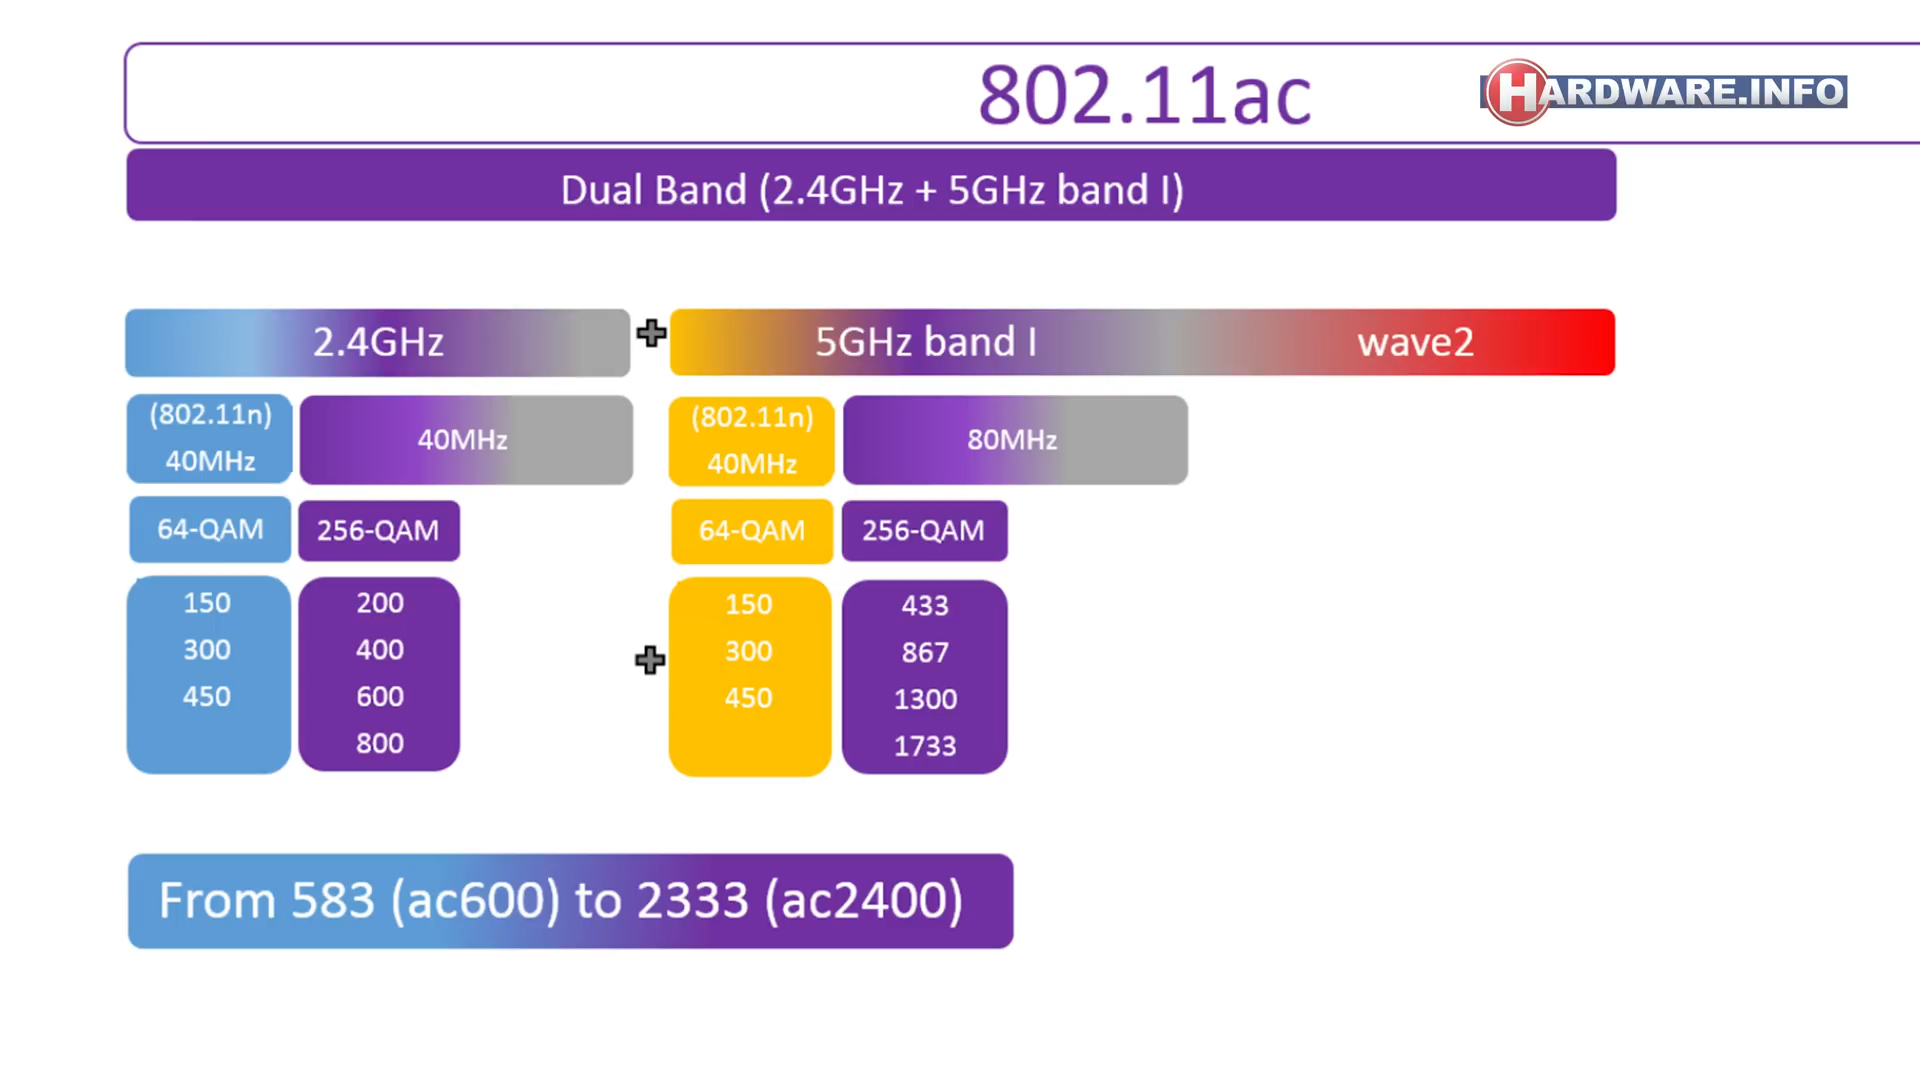 802.11ac
HARDWARE.INFO
Dual Band (2.4GHz + 5GHz band I)
2.4GHz
5GHz band I
wave2
(802.11n)
40MHz
40MHz
(802.11n)
40MHz
80MHz
64-QAM
256-QAM
64-QAM
256-QAM
150
300
450
200
400
600
800
150
300
450
433
867
1300
1733
From 583 (ac600) to 2333 (ac2400)